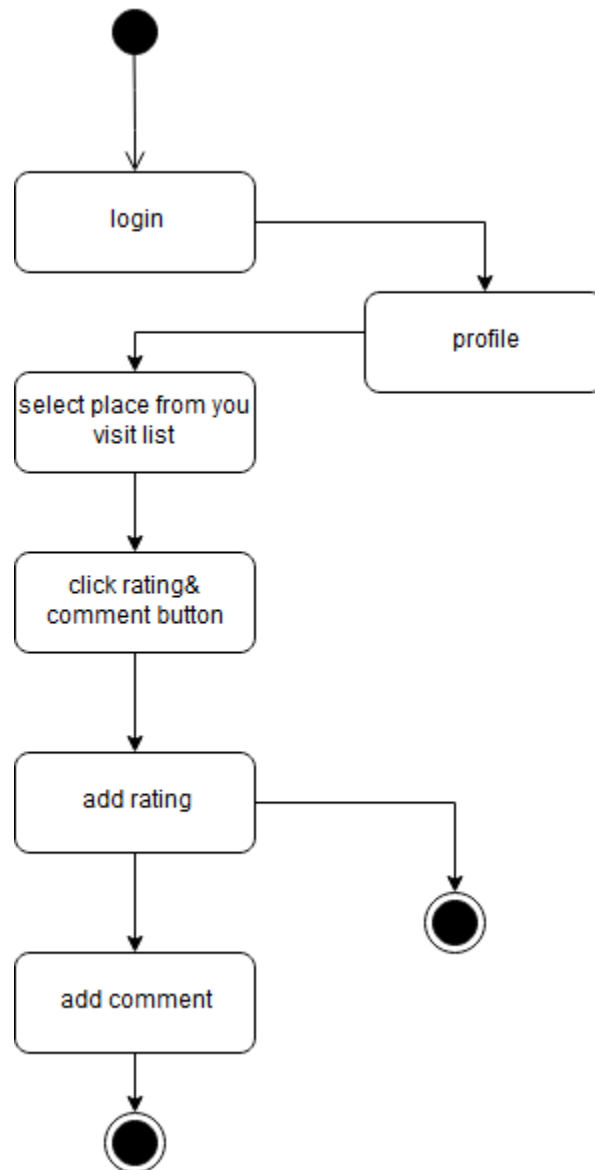 login
profile
select place from you
visit list
click rating&
comment button
add rating
add comment